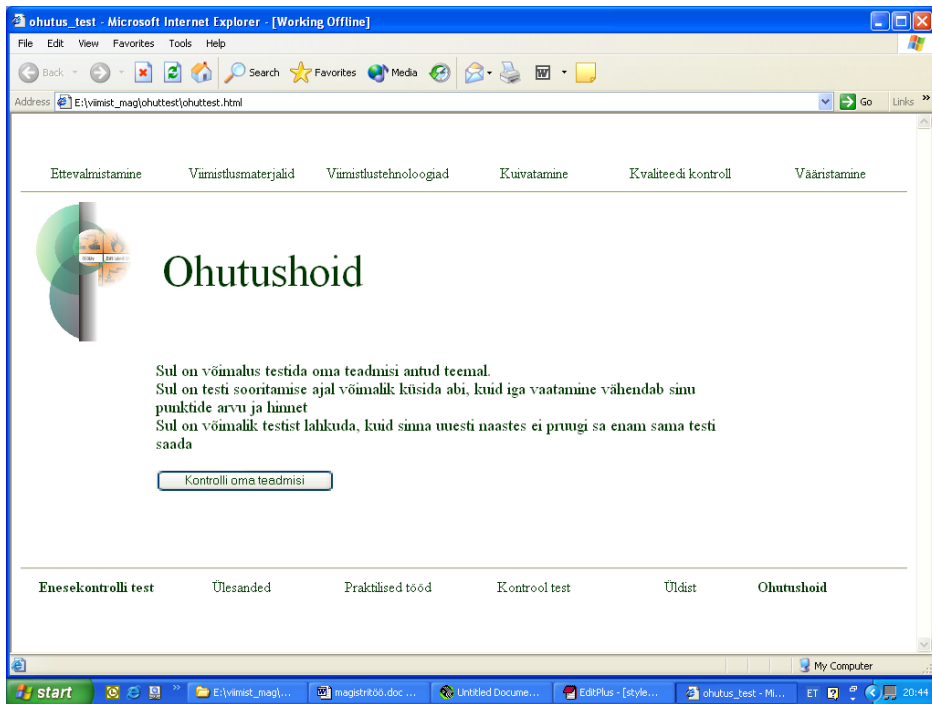 ohutus_test - Microsoft Internet Explorer - [Working Offline]
File Edit View Favorites Tools Help
Back Search Favorites Media
Address E:\viimist_mag\ohuttest\ohuttest.html Go Links »
Ettevalmistamine Viimistlusmaterjalid Viimistlustehnoloogiad Kuivatamine Kvaliteedi kontroll Vääristamine
Ohutushoid
Sul on võimalus testida oma teadmisi antud teemal.
Sul on testi sooritamise ajal võimalik küsida abi, kuid iga vaatamine vähendab sinu
punktide arvu ja hinnet
Sul on võimalik testist lahkuda, kuid sinna uuesti naastes ei pruugi sa enam sama testi
saada
Kontrolli oma teadmisi
Enesekontrolli test Ülesanded Praktilised tööd Kontrool test Üldist Ohutushoid
My Computer
start » E:\viimist_mag\... magistritöö.doc ... Untitled Docume... EditPlus - [style... ohutus_test - Mi... ET 20:44